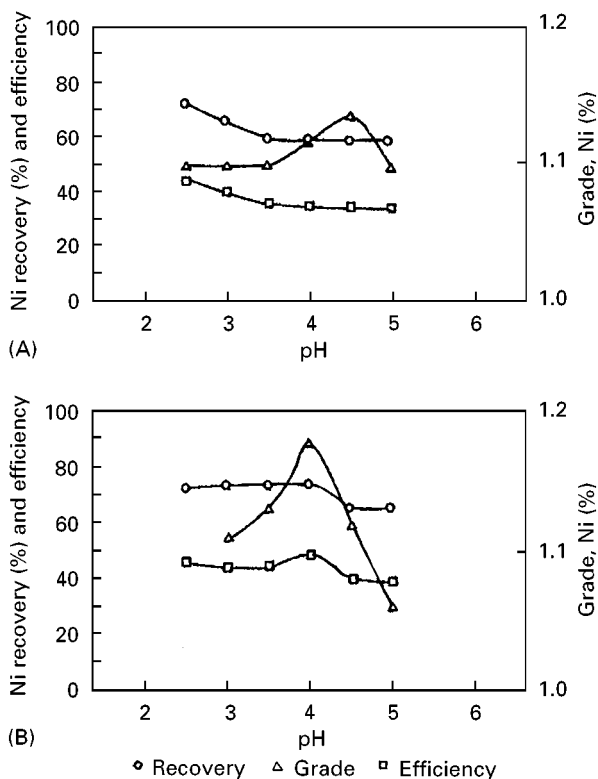 Ni recovery (%) and efficiency
100
80
60
40
20
0
1.2
1.1
1.0
Grade, Ni (%)
2 3 4 5 6
pH
(A)
Ni recovery (%) and efficiency
100
80
60
40
20
0
1.2
1.1
1.0
Grade, Ni (%)
2 3 4 5 6
pH
(B)
Recovery Grade Efficiency